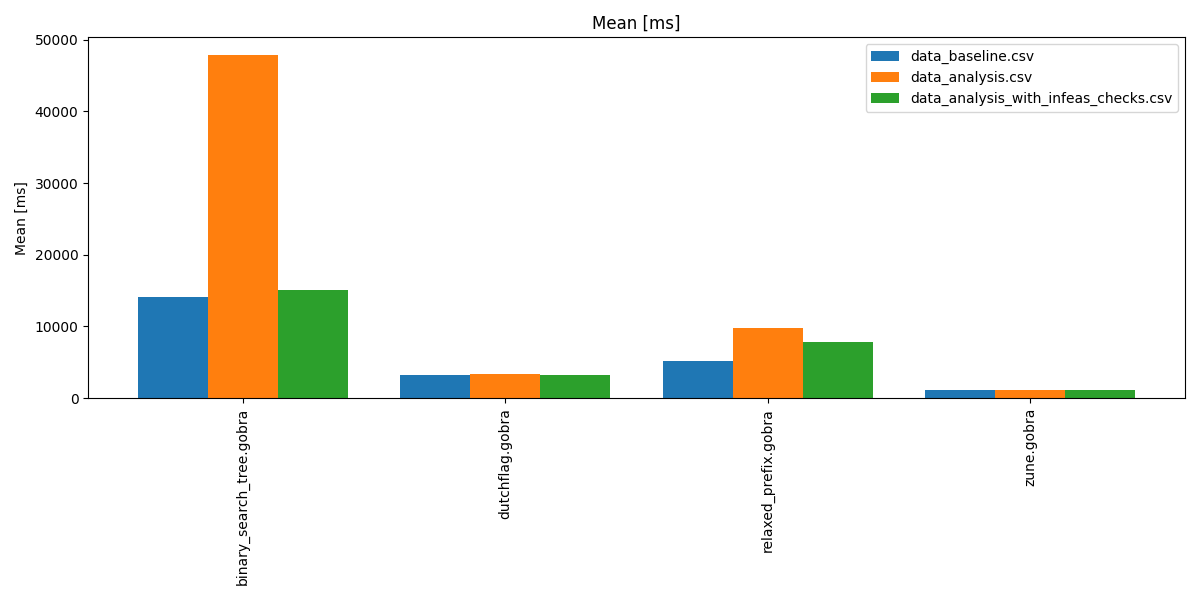 Mean [ms]
Mean [ms]
50000
40000
30000
20000
10000
0
data_baseline.csv
data_analysis.csv
data_analysis_with_infeas_checks.csv
binary_search_tree.gobra
dutchflag.gobra
relaxed_prefix.gobra
zune.gobra